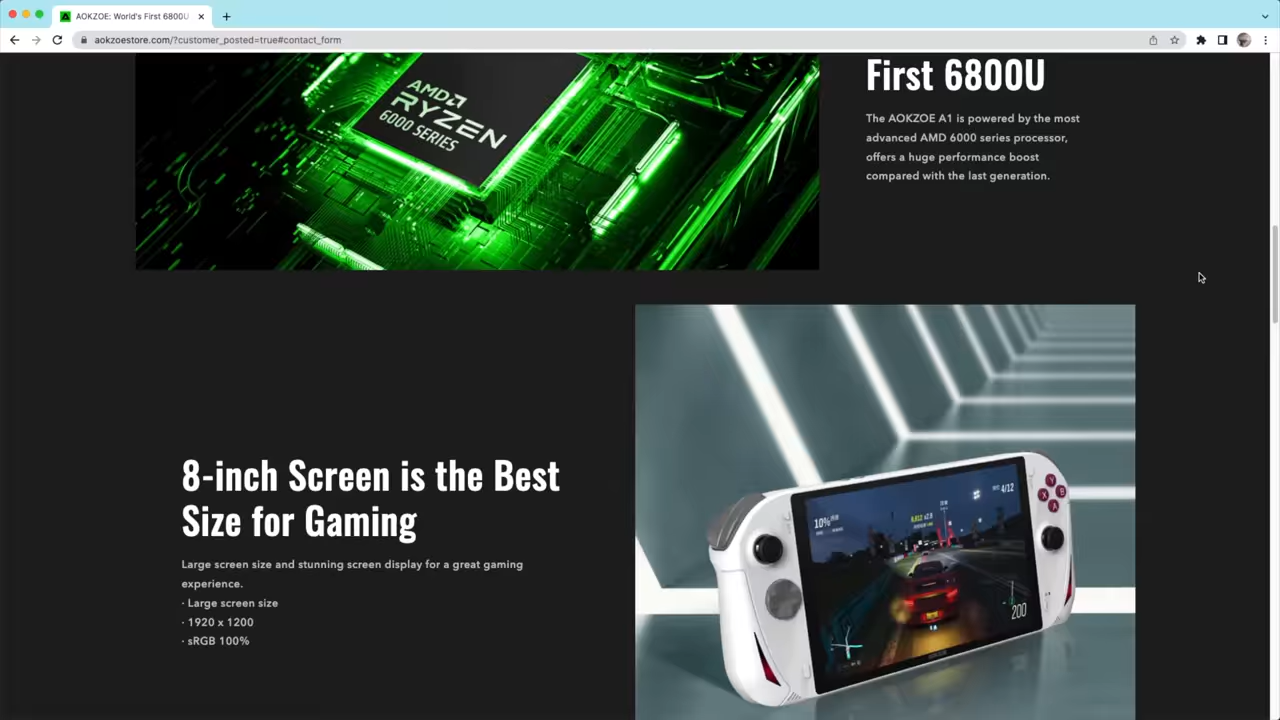 AOKZOE: World's First 6800U
aokzoestore.com/?customer_posted=true#contact_form
AMD
RYZEN
6000 SERIES
First 6800U
The AOKZOE A1 is powered by the most
advanced AMD 6000 series processor,
offers a huge performance boost
compared with the last generation.
8-inch Screen is the Best
Size for Gaming
Large screen size and stunning screen display for a great gaming
experience.
· Large screen size
· 1920 x 1200
· sRGB 100%
10%
4/12
200
Y
X
B
A